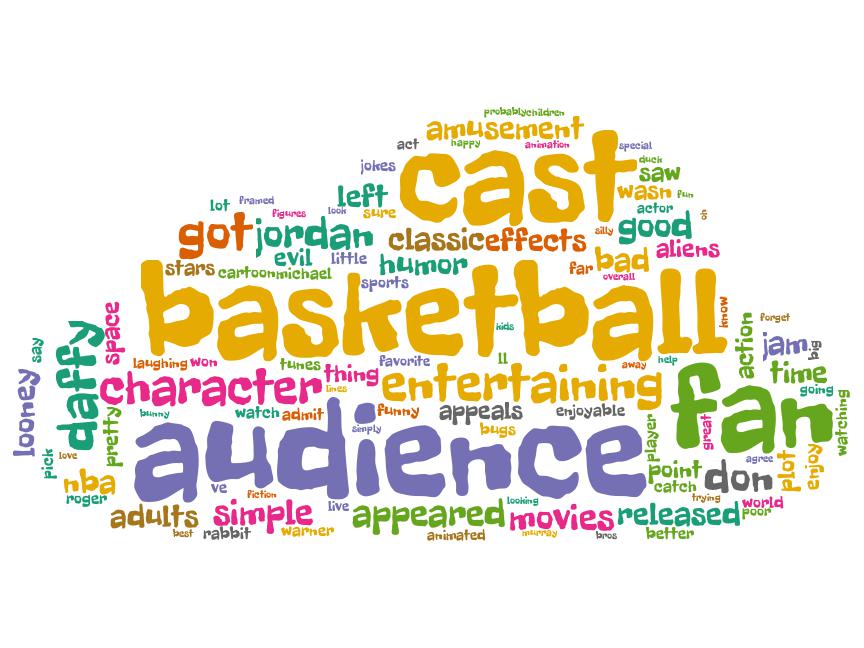 probablychildren
amusement
act
happy
animation
special
cast
jokes
duck
saw
lot
framed
left
wasn
fun
figures
look
sure
actor
got
jordan
classiceffects
silly
good
aliens
evil
little
humor
far
bad
stars
cartoonmichael
overall
sports
basketball
know
space
kids
forget
say
daffy
action
jam
big
looney
laughing
won
tunes
favorite
ll
away
help
time
character
thing
entertaining
lines
going
fan
bunny
watch
admit
funny
appeals
enjoyable
pretty
simply
bugs
player
great
watching
audience
pick
love
nba
roger
agree
plot
enjoy
point
don
catch
ve
fiction
trying
adults
simple
live
looking
appeared
movies
released
world
poor
best
rabbit
warner
animated
murray
bros
better